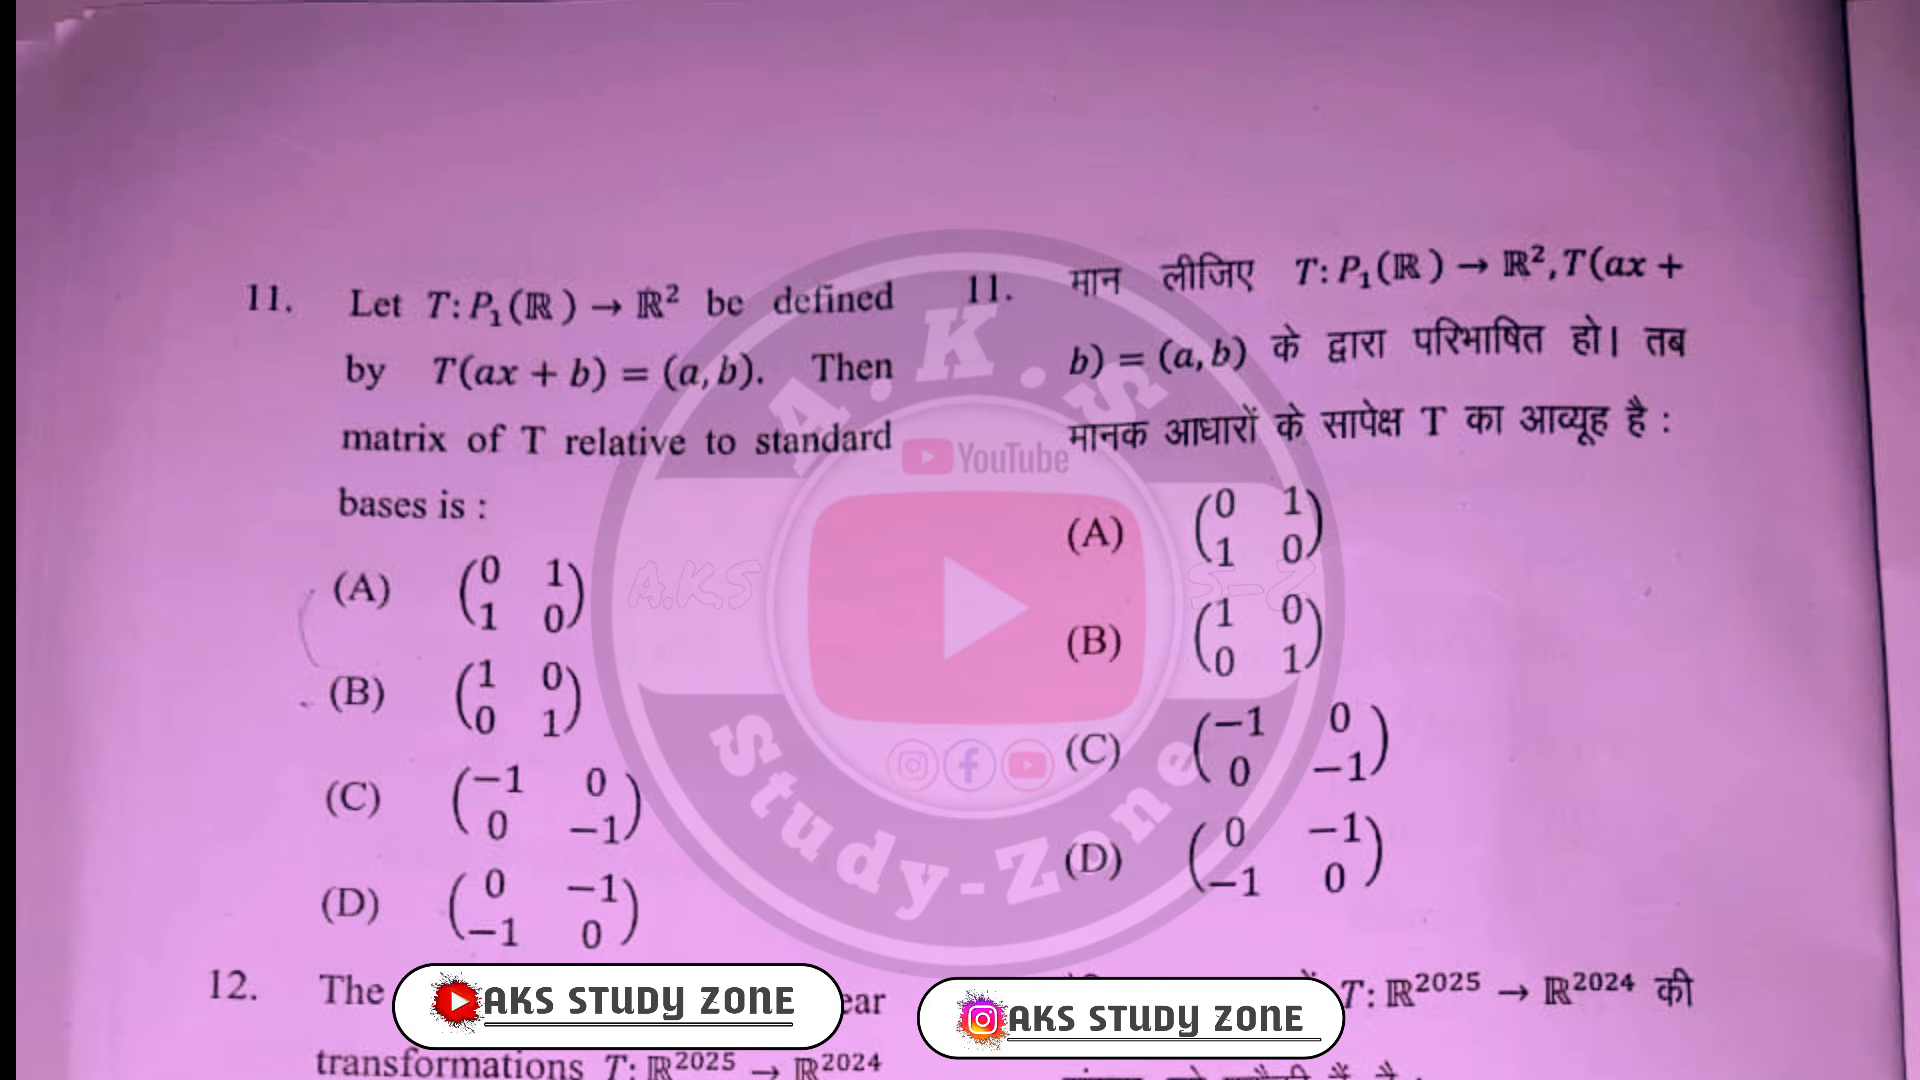 11. Let T: P₁(ℝ) → ℝ² be defined
by T(ax + b) = (a, b). Then
matrix of T relative to standard
bases is :
(A) (0 1
1 0)
(B) (1 0
0 1)
(C) (−1 0
0 −1)
(D) (0 −1
−1 0)
12. The
ear
transformations T: ℝ²⁰²⁵ → ℝ²⁰²⁴
11. मान लीजिए T: P₁(ℝ) → ℝ², T(ax +
b) = (a, b) के द्वारा परिभाषित हो। तब
मानक आधारों के सापेक्ष T का आव्यूह है :
(A) (0 1
1 0)
(B) (1 0
0 1)
(C) (−1 0
0 −1)
(D) (0 −1
−1 0)
T: ℝ²⁰²⁵ → ℝ²⁰²⁴ की
A.K.S
YouTube
A.K.S S-Z
Study-Zone
AKS STUDY ZONE
AKS STUDY ZONE